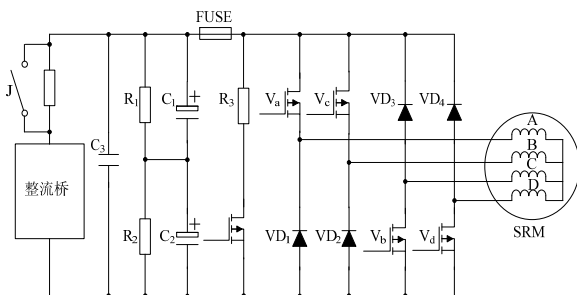 FUSE
J
R1
C1
R3
Va
Vc
VD3
VD4
A
B
C
D
C3
整流桥
R2
C2
VD1
VD2
Vb
Vd
SRM